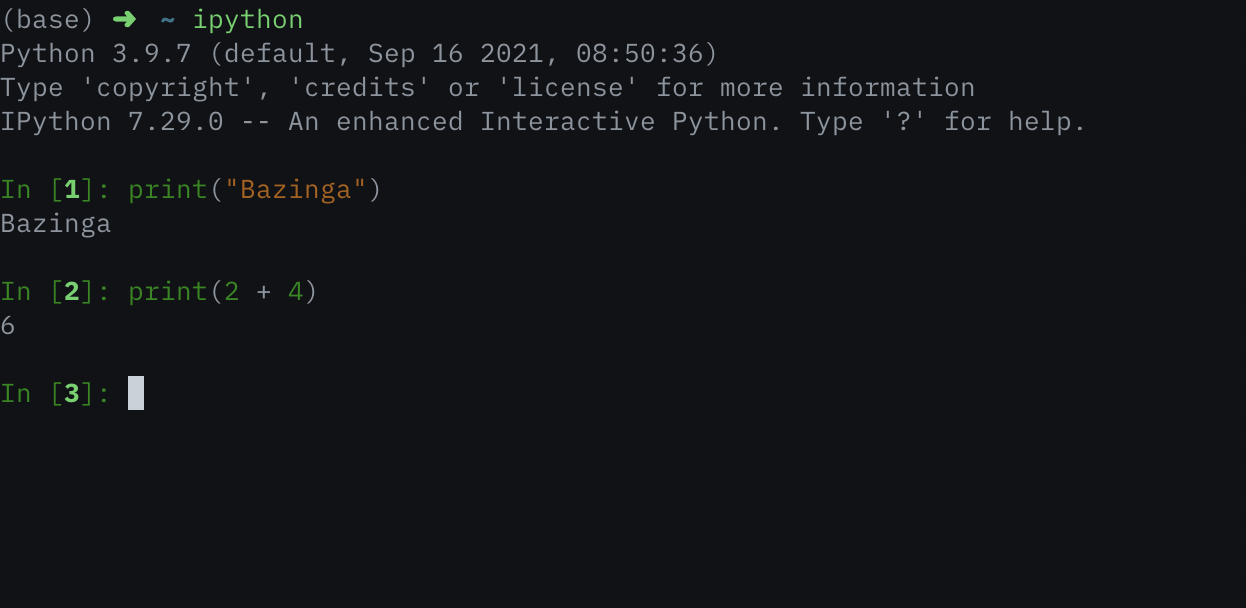 (base) ➜ ~ ipython
Python 3.9.7 (default, Sep 16 2021, 08:50:36)
Type 'copyright', 'credits' or 'license' for more information
IPython 7.29.0 -- An enhanced Interactive Python. Type '?' for help.
In [1]: print("Bazinga")
Bazinga
In [2]: print(2 + 4)
6
In [3]: